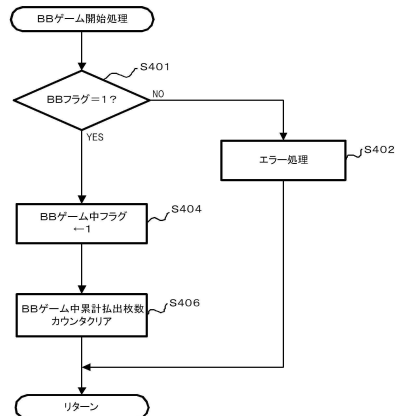 BBゲーム開始処理
S401
BBフラグ＝1？
NO
YES
エラー処理
S402
BBゲーム中フラグ
←1
S404
BBゲーム中累計払出枚数
カウンタクリア
S406
リターン